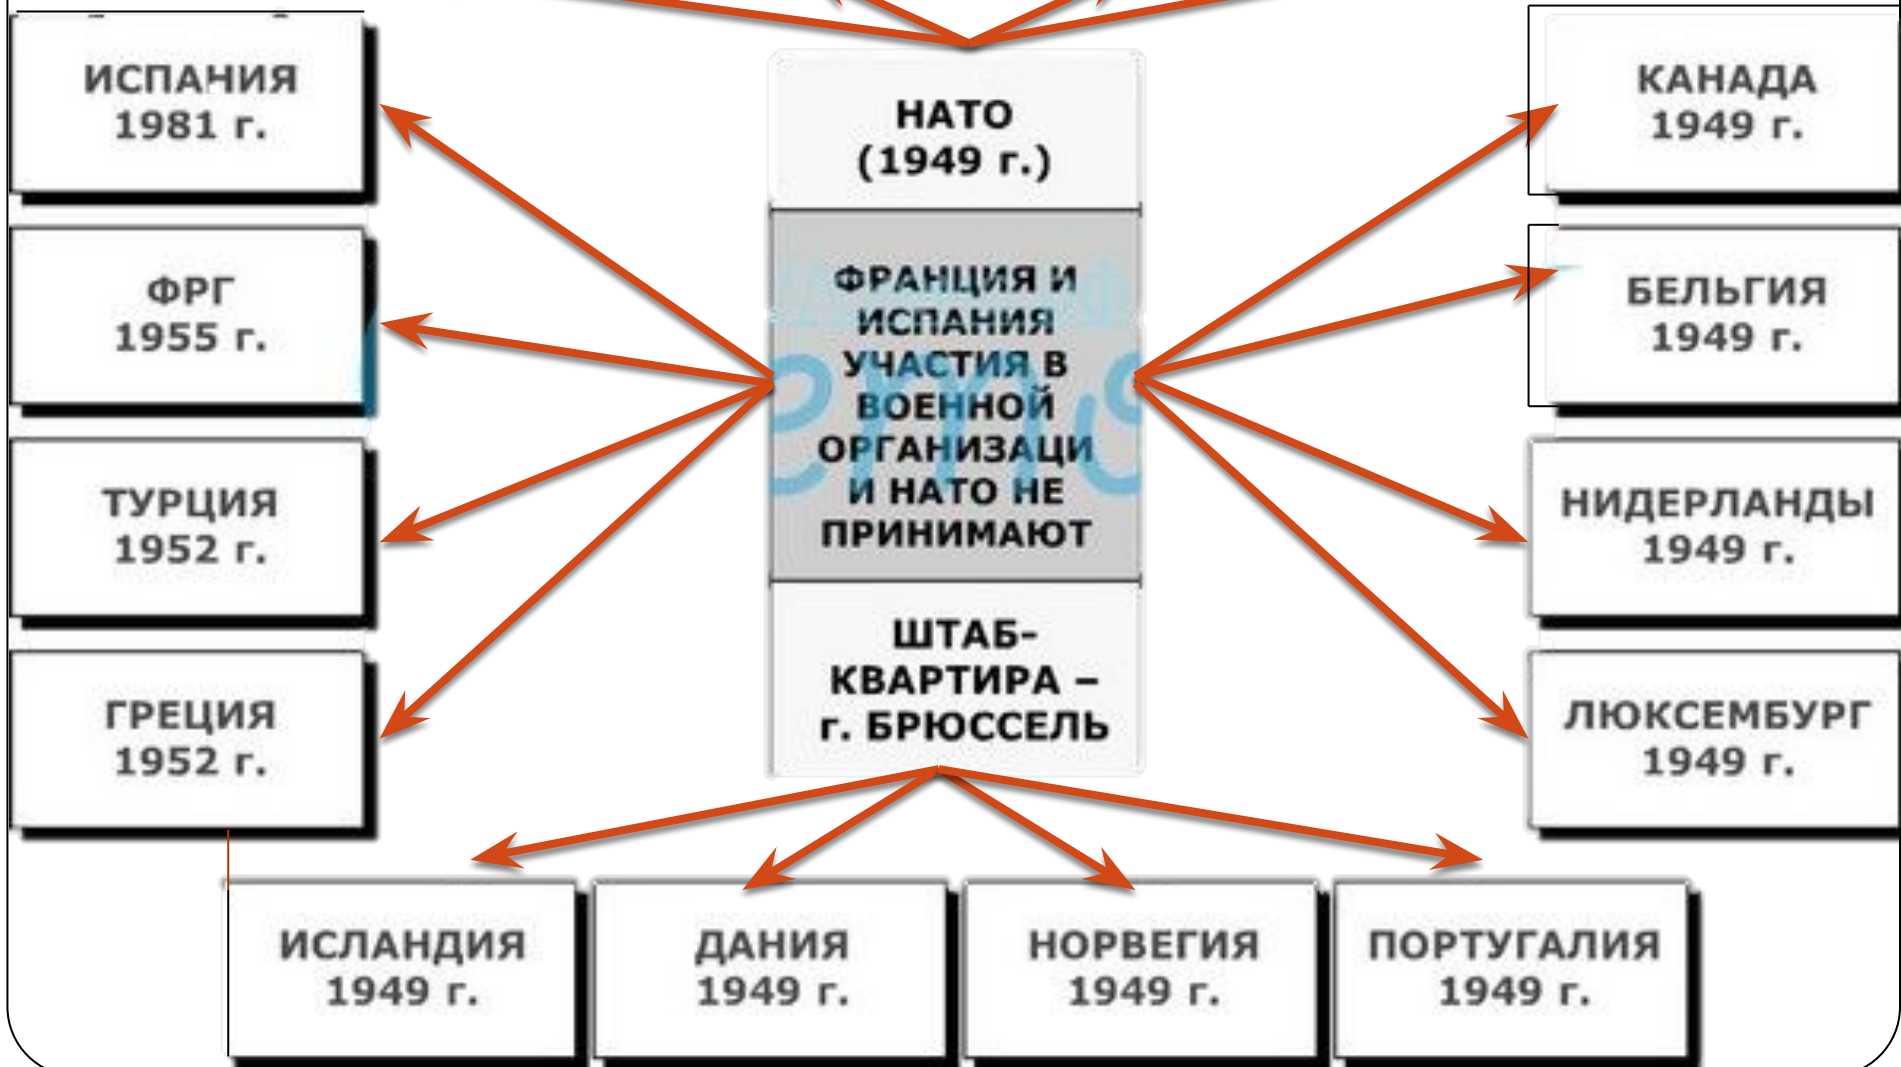 ИСПАНИЯ
1981 г.
ФРГ
1955 г.
ТУРЦИЯ
1952 г.
ГРЕЦИЯ
1952 г.
НАТО
(1949 г.)
ФРАНЦИЯ И
ИСПАНИЯ
УЧАСТИЯ В
ВОЕННОЙ
ОРГАНИЗАЦИ
И НАТО НЕ
ПРИНИМАЮТ
ШТАБ–
КВАРТИРА –
г. БРЮССЕЛЬ
КАНАДА
1949 г.
БЕЛЬГИЯ
1949 г.
НИДЕРЛАНДЫ
1949 г.
ЛЮКСЕМБУРГ
1949 г.
ИСЛАНДИЯ
1949 г.
ДАНИЯ
1949 г.
НОРВЕГИЯ
1949 г.
ПОРТУГАЛИЯ
1949 г.